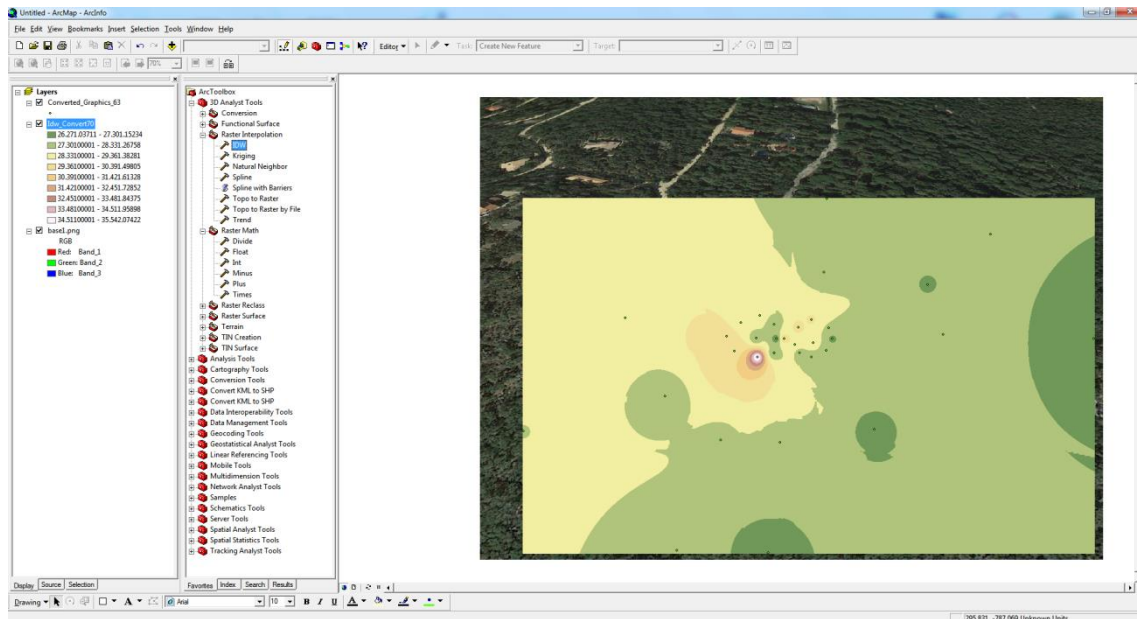 Untitled - ArcMap - ArcInfo
File Edit View Bookmarks Insert Selection Tools Window Help
Editor Task: Create New Feature Target:
70%
Layers
Converted_Graphics_63
Idw_Convert70
26.271.03711 - 27.301.15234
27.30100001 - 28.331.26758
28.33100001 - 29.361.38281
29.36100001 - 30.391.49805
30.39100001 - 31.421.61328
31.42100001 - 32.451.72852
32.45100001 - 33.481.84375
33.48100001 - 34.511.95898
34.51100001 - 35.542.07422
base1.png
RGB
Red: Band_1
Green: Band_2
Blue: Band_3
ArcToolbox
3D Analyst Tools
Conversion
Functional Surface
Raster Interpolation
IDW
Kriging
Natural Neighbor
Spline
Spline with Barriers
Topo to Raster
Topo to Raster by File
Trend
Raster Math
Divide
Float
Int
Minus
Plus
Times
Raster Reclass
Raster Surface
Terrain
TIN Creation
TIN Surface
Analysis Tools
Cartography Tools
Conversion Tools
Convert KML to SHP
Convert KML to SHP
Data Interoperability Tools
Data Management Tools
Geocoding Tools
Geostatistical Analyst Tools
Linear Referencing Tools
Mobile Tools
Multidimension Tools
Network Analyst Tools
Samples
Schematics Tools
Server Tools
Spatial Analyst Tools
Spatial Statistics Tools
Tracking Analyst Tools
Display Source Selection
Favorites Index Search Results
Drawing Arial 10 B I U A
295,831 -787,069 Unknown Units